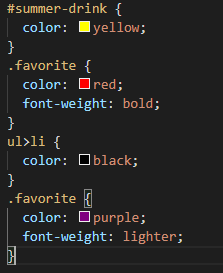 #summer-drink {
  color: yellow;
}
.favorite {
  color: red;
  font-weight: bold;
}
ul>li {
  color: black;
}
.favorite {
  color: purple;
  font-weight: lighter;
}